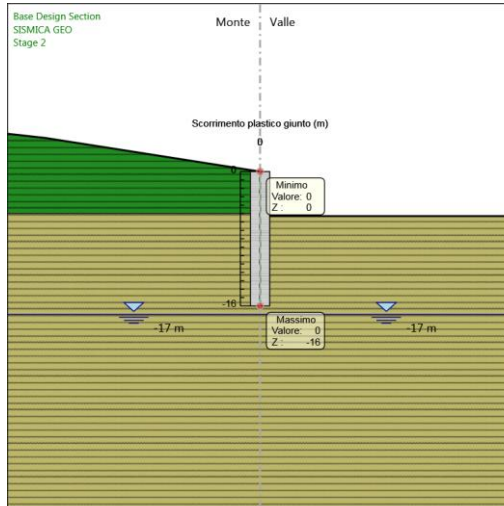 Base Design Section
SISMICA GEO
Stage 2
Monte
Valle
Scorrimento plastico giunto (m)
0
0
Minimo
Valore: 0
Z : 0
-16
Massimo
Valore: 0
Z : -16
-17 m
-17 m